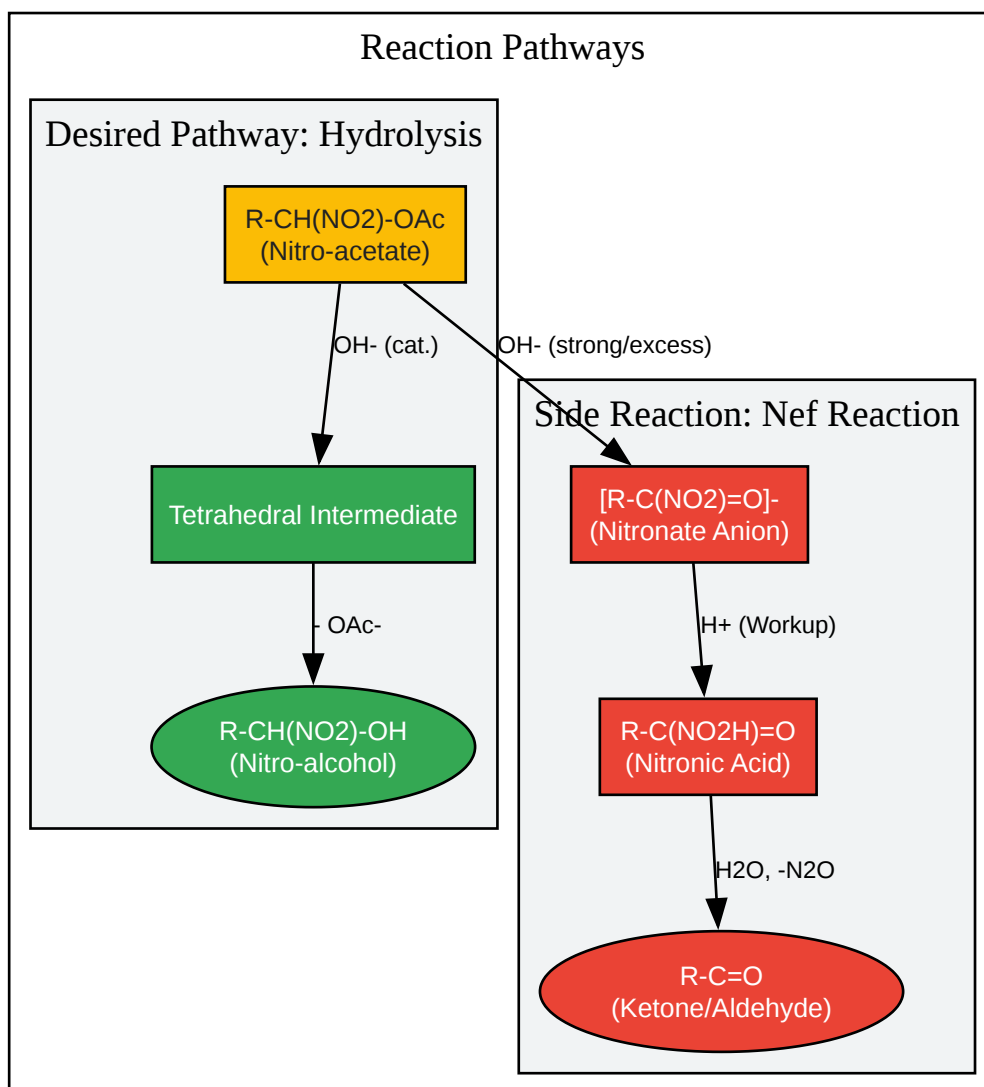 Reaction Pathways
Desired Pathway: Hydrolysis
R-CH(NO2)-OAc
(Nitro-acetate)
OH- (cat.)
OH- (strong/excess)
Tetrahedral Intermediate
- OAc-
R-CH(NO2)-OH
(Nitro-alcohol)
Side Reaction: Nef Reaction
[R-C(NO2)=O]-
(Nitronate Anion)
H+ (Workup)
R-C(NO2H)=O
(Nitronic Acid)
H2O, -N2O
R-C=O
(Ketone/Aldehyde)